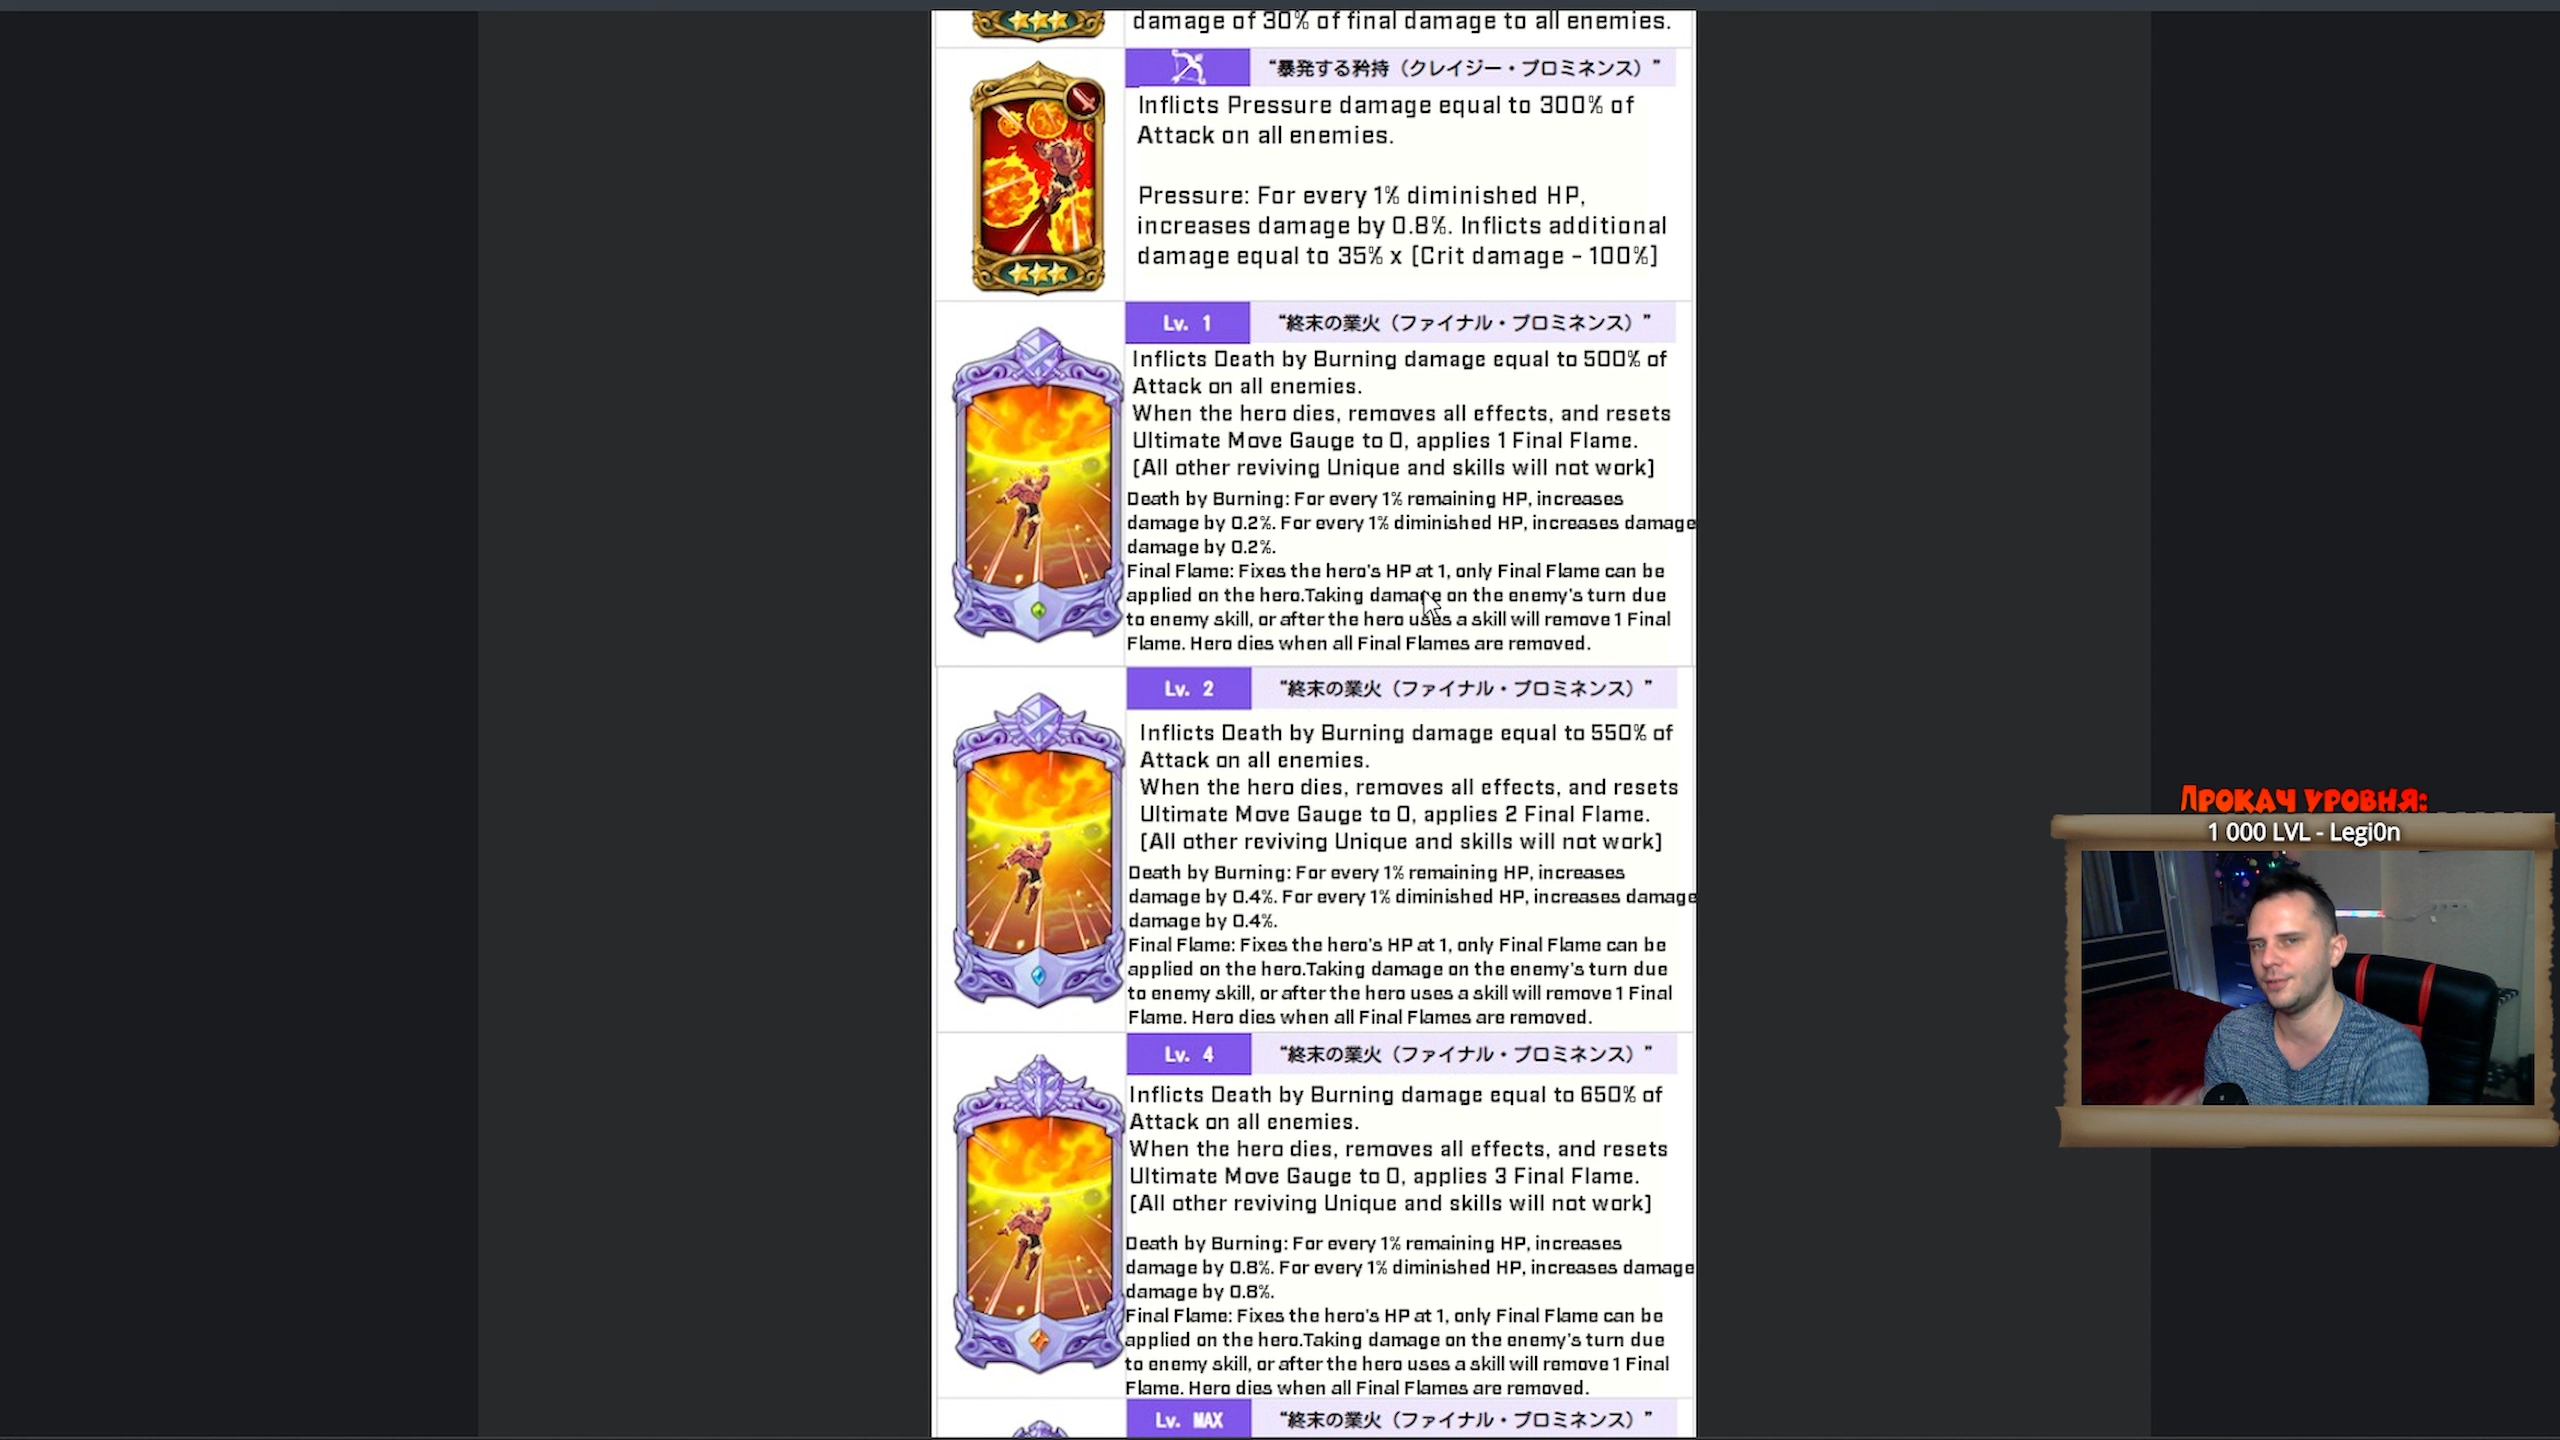 damage of 30% of final damage to all enemies.
“暴発する矜持（クレイジー・プロミネンス）”
Inflicts Pressure damage equal to 300% of
Attack on all enemies.
Pressure: For every 1% diminished HP,
increases damage by 0.8%. Inflicts additional
damage equal to 35% x [Crit damage - 100%]
Lv. 1 “終末の業火（ファイナル・プロミネンス）”
Inflicts Death by Burning damage equal to 500% of
Attack on all enemies.
When the hero dies, removes all effects, and resets
Ultimate Move Gauge to 0, applies 1 Final Flame.
[All other reviving Unique and skills will not work]
Death by Burning: For every 1% remaining HP, increases
damage by 0.2%. For every 1% diminished HP, increases damage
damage by 0.2%.
Final Flame: Fixes the hero's HP at 1, only Final Flame can be
applied on the hero.Taking damage on the enemy's turn due
to enemy skill, or after the hero uses a skill will remove 1 Final
Flame. Hero dies when all Final Flames are removed.
Lv. 2 “終末の業火（ファイナル・プロミネンス）”
Inflicts Death by Burning damage equal to 550% of
Attack on all enemies.
When the hero dies, removes all effects, and resets
Ultimate Move Gauge to 0, applies 2 Final Flame.
[All other reviving Unique and skills will not work]
Death by Burning: For every 1% remaining HP, increases
damage by 0.4%. For every 1% diminished HP, increases damage
damage by 0.4%.
Final Flame: Fixes the hero's HP at 1, only Final Flame can be
applied on the hero.Taking damage on the enemy's turn due
to enemy skill, or after the hero uses a skill will remove 1 Final
Flame. Hero dies when all Final Flames are removed.
Lv. 4 “終末の業火（ファイナル・プロミネンス）”
Inflicts Death by Burning damage equal to 650% of
Attack on all enemies.
When the hero dies, removes all effects, and resets
Ultimate Move Gauge to 0, applies 3 Final Flame.
[All other reviving Unique and skills will not work]
Death by Burning: For every 1% remaining HP, increases
damage by 0.8%. For every 1% diminished HP, increases damage
damage by 0.8%.
Final Flame: Fixes the hero's HP at 1, only Final Flame can be
applied on the hero.Taking damage on the enemy's turn due
to enemy skill, or after the hero uses a skill will remove 1 Final
Flame. Hero dies when all Final Flames are removed.
Lv. MAX “終末の業火（ファイナル・プロミネンス）”
ПРОКАЧ УРОВНЯ:
1 000 LVL - Legi0n